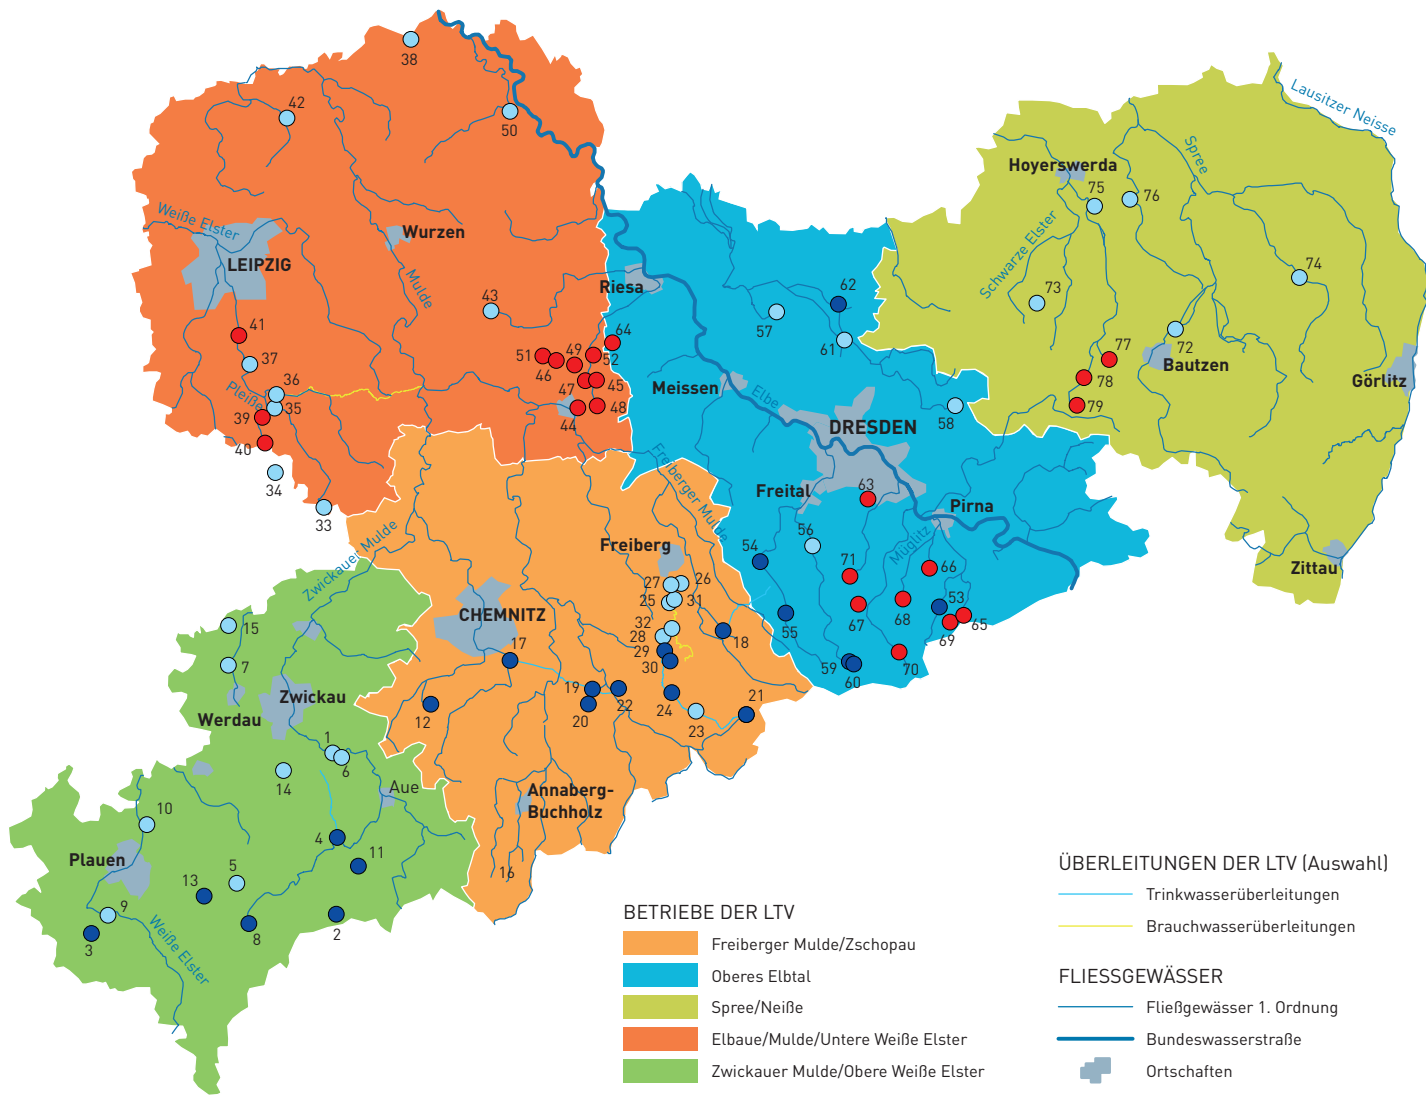 38
42
50
Lausitzer Neisse
Spree
Hoyerswerda
75
76
Weiße Elster
Wurzen
LEIPZIG
Mulde
Schwarze Elster
74
Riesa
62
73
43
57
41
64
61
51
49
52
37
46
72
77
Bautzen
78
Görlitz
Pleiße
36
35
47
45
Meissen
Elbe
39
48
79
44
58
DRESDEN
40
34
Freiberger Mulde
63
Freital
Pirna
33
Zwickauer Mulde
56
Müglitz
Freiberg
54
71
66
Zittau
27
26
25
31
53
CHEMNITZ
67
68
65
15
32
28
18
55
69
17
29
7
30
59
60
70
Zwickau
19
22
21
Werdau
12
20
24
23
1
6
14
Aue
Annaberg-
Buchholz
10
4
Plauen
11
5
13
16
9
3
8
2
Weiße Elster
BETRIEBE DER LTV
Freiberger Mulde/Zschopau
Oberes Elbtal
Spree/Neiße
Elbaue/Mulde/Untere Weiße Elster
Zwickauer Mulde/Obere Weiße Elster
ÜBERLEITUNGEN DER LTV (Auswahl)
Trinkwasserüberleitungen
Brauchwasserüberleitungen
FLIESSGEWÄSSER
Fließgewässer 1. Ordnung
Bundeswasserstraße
Ortschaften